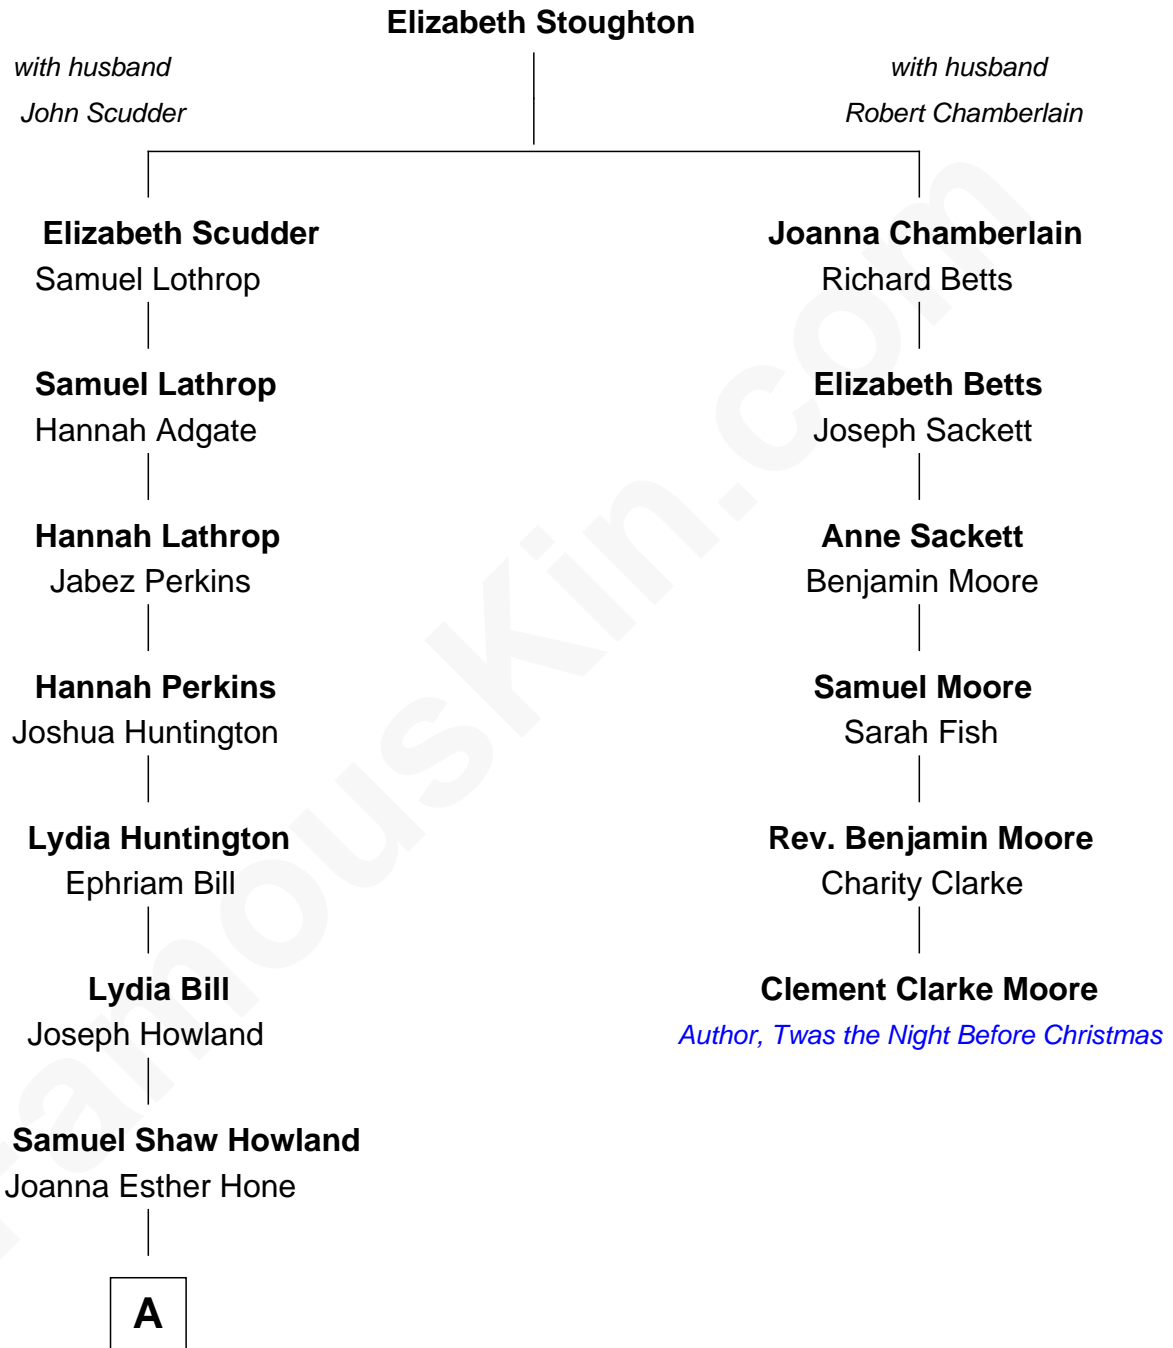 Elizabeth Stoughton
with husband
John Scudder
with husband
Robert Chamberlain
Elizabeth Scudder
Samuel Lothrop
Joanna Chamberlain
Richard Betts
Samuel Lathrop
Hannah Adgate
Elizabeth Betts
Joseph Sackett
Hannah Lathrop
Jabez Perkins
Anne Sackett
Benjamin Moore
Hannah Perkins
Joshua Huntington
Samuel Moore
Sarah Fish
Lydia Huntington
Ephriam Bill
Rev. Benjamin Moore
Charity Clarke
Lydia Bill
Joseph Howland
Clement Clarke Moore
Author, Twas the Night Before Christmas
Samuel Shaw Howland
Joanna Esther Hone
A
FamousKin.com